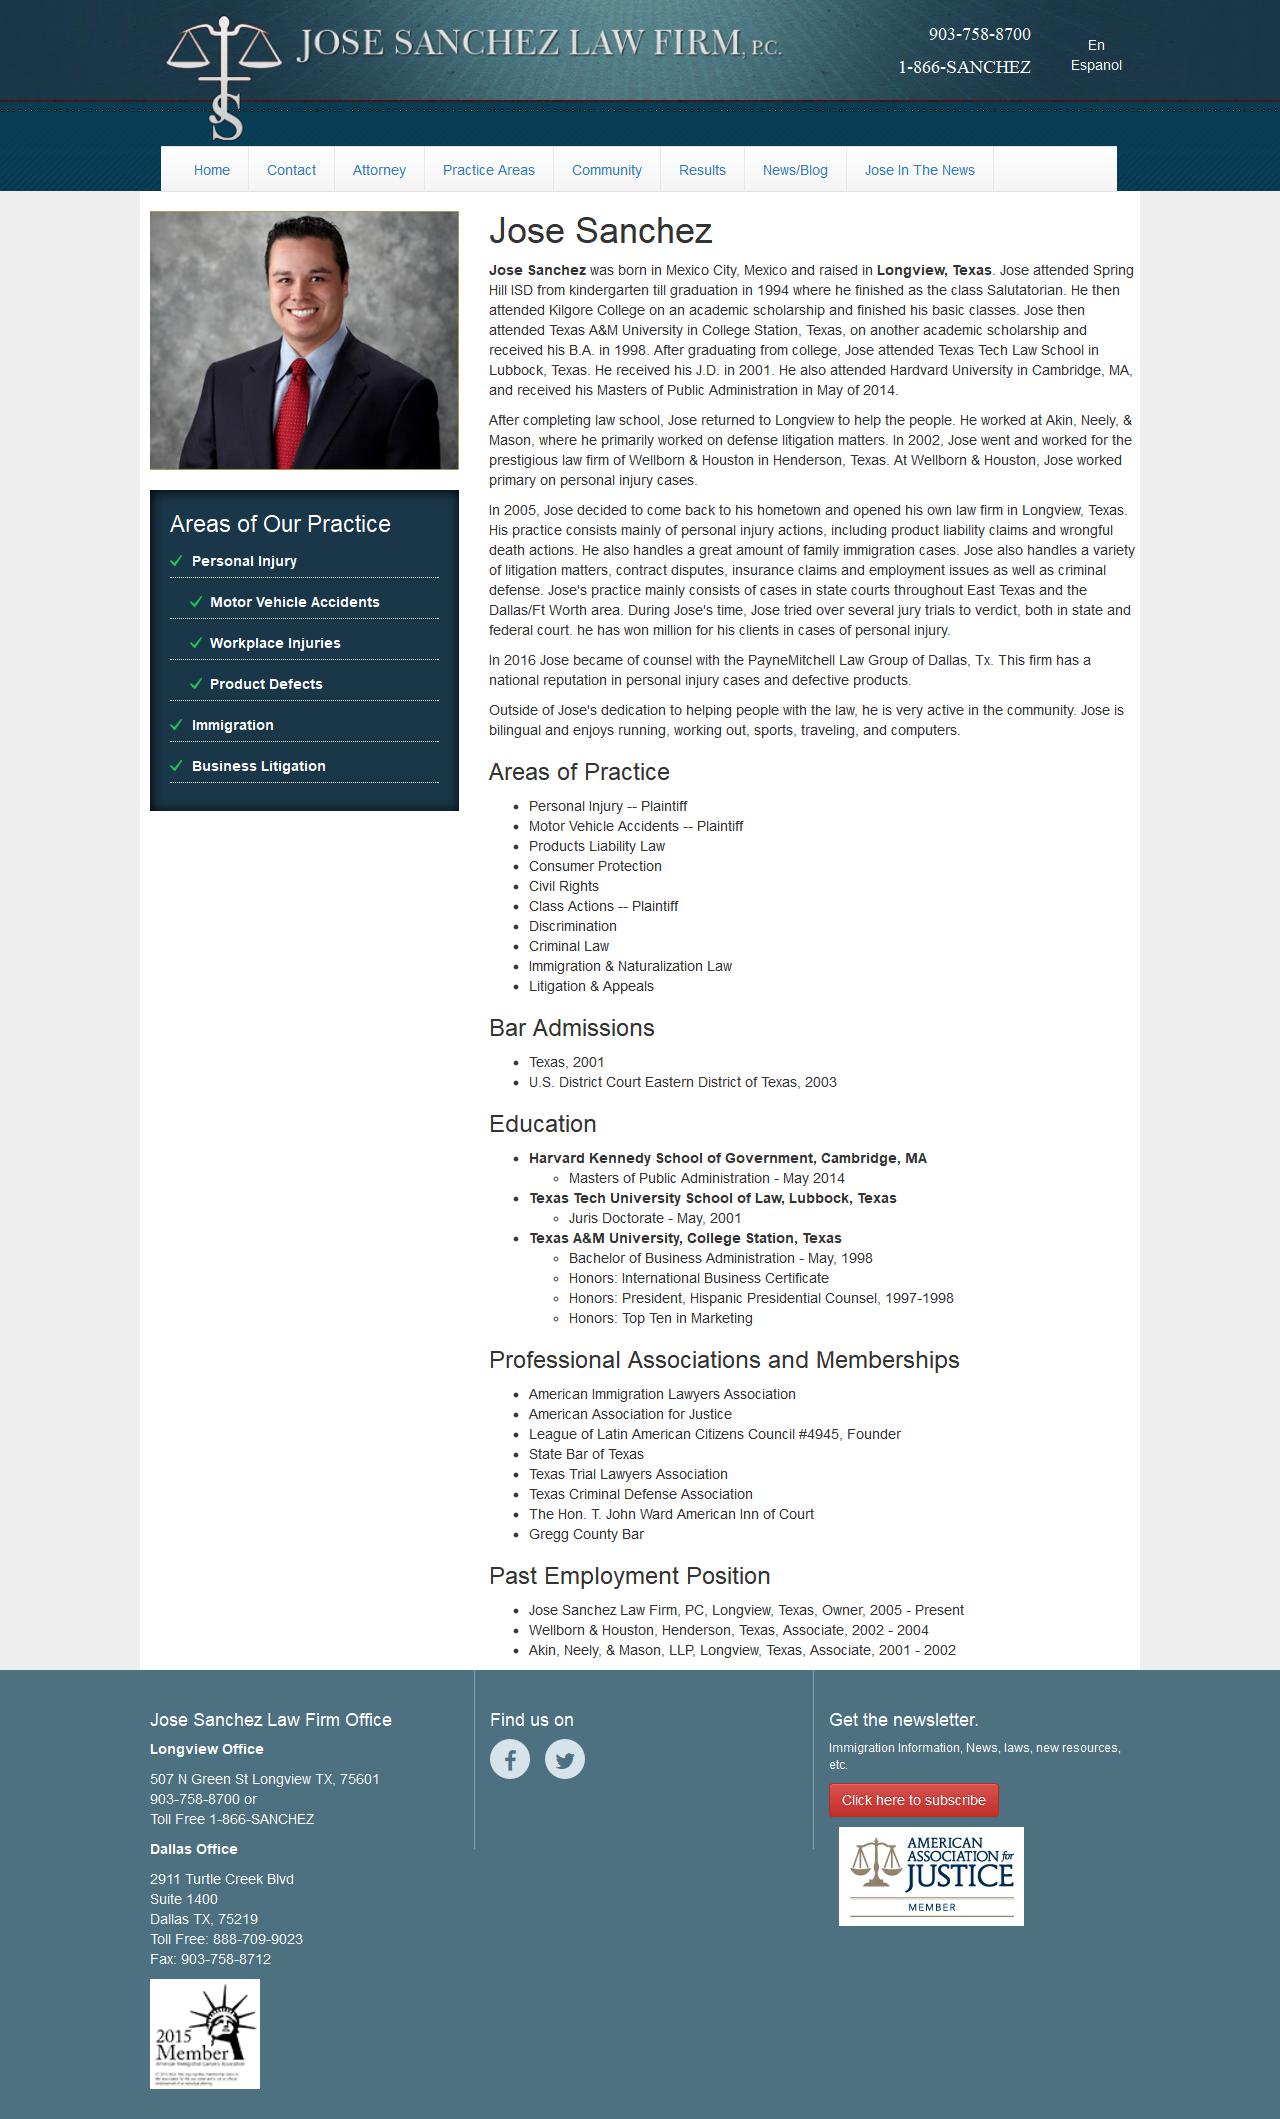 JOSE SANCHEZ LAW FIRM, P.C.
903-758-8700
1-866-SANCHEZ
En
Espanol
JS
Home
Contact
Attorney
Practice Areas
Community
Results
News/Blog
Jose In The News
Jose Sanchez
Jose Sanchez was born in Mexico City, Mexico and raised in Longview, Texas. Jose attended Spring
Hill ISD from kindergarten till graduation in 1994 where he finished as the class Salutatorian. He then
attended Kilgore College on an academic scholarship and finished his basic classes. Jose then
attended Texas A&M University in College Station, Texas, on another academic scholarship and
received his B.A. in 1998. After graduating from college, Jose attended Texas Tech Law School in
Lubbock, Texas. He received his J.D. in 2001. He also attended Hardvard University in Cambridge, MA,
and received his Masters of Public Administration in May of 2014.
After completing law school, Jose returned to Longview to help the people. He worked at Akin, Neely, &
Mason, where he primarily worked on defense litigation matters. In 2002, Jose went and worked for the
prestigious law firm of Wellborn & Houston in Henderson, Texas. At Wellborn & Houston, Jose worked
primary on personal injury cases.
In 2005, Jose decided to come back to his hometown and opened his own law firm in Longview, Texas.
His practice consists mainly of personal injury actions, including product liability claims and wrongful
death actions. He also handles a great amount of family immigration cases. Jose also handles a variety
of litigation matters, contract disputes, insurance claims and employment issues as well as criminal
defense. Jose's practice mainly consists of cases in state courts throughout East Texas and the
Dallas/Ft Worth area. During Jose's time, Jose tried over several jury trials to verdict, both in state and
federal court. he has won million for his clients in cases of personal injury.
In 2016 Jose became of counsel with the PayneMitchell Law Group of Dallas, Tx. This firm has a
national reputation in personal injury cases and defective products.
Outside of Jose's dedication to helping people with the law, he is very active in the community. Jose is
bilingual and enjoys running, working out, sports, traveling, and computers.
Areas of Our Practice
Personal Injury
Motor Vehicle Accidents
Workplace Injuries
Product Defects
Immigration
Business Litigation
Areas of Practice
Personal Injury -- Plaintiff
Motor Vehicle Accidents -- Plaintiff
Products Liability Law
Consumer Protection
Civil Rights
Class Actions -- Plaintiff
Discrimination
Criminal Law
Immigration & Naturalization Law
Litigation & Appeals
Bar Admissions
Texas, 2001
U.S. District Court Eastern District of Texas, 2003
Education
Harvard Kennedy School of Government, Cambridge, MA
Masters of Public Administration - May 2014
Texas Tech University School of Law, Lubbock, Texas
Juris Doctorate - May, 2001
Texas A&M University, College Station, Texas
Bachelor of Business Administration - May, 1998
Honors: International Business Certificate
Honors: President, Hispanic Presidential Counsel, 1997-1998
Honors: Top Ten in Marketing
Professional Associations and Memberships
American Immigration Lawyers Association
American Association for Justice
League of Latin American Citizens Council #4945, Founder
State Bar of Texas
Texas Trial Lawyers Association
Texas Criminal Defense Association
The Hon. T. John Ward American Inn of Court
Gregg County Bar
Past Employment Position
Jose Sanchez Law Firm, PC, Longview, Texas, Owner, 2005 - Present
Wellborn & Houston, Henderson, Texas, Associate, 2002 - 2004
Akin, Neely, & Mason, LLP, Longview, Texas, Associate, 2001 - 2002
Jose Sanchez Law Firm Office
Longview Office
507 N Green St Longview TX, 75601
903-758-8700 or
Toll Free 1-866-SANCHEZ
Dallas Office
2911 Turtle Creek Blvd
Suite 1400
Dallas TX, 75219
Toll Free: 888-709-9023
Fax: 903-758-8712
2015
Member
American Immigration Lawyers Association
Find us on
Get the newsletter.
Immigration Information, News, laws, new resources,
etc.
Click here to subscribe
AMERICAN
ASSOCIATION for
JUSTICE
MEMBER